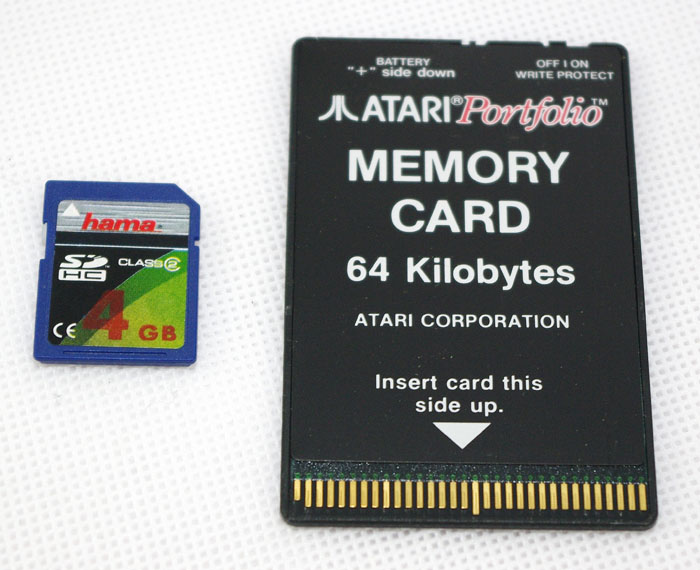 hama.
SD
HC
CLASS 2
CE
4 GB
BATTERY
"+" side down
OFF I ON
WRITE PROTECT
ATARI® Portfolio™
MEMORY
CARD
64 Kilobytes
ATARI CORPORATION
Insert card this
side up.